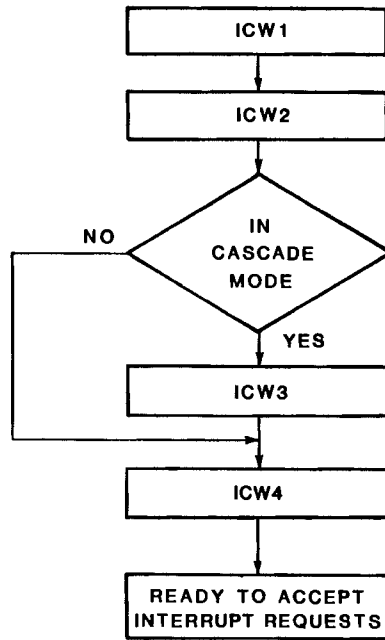 ICW1
ICW2
IN
CASCADE
MODE
NO
YES
ICW3
ICW4
READY TO ACCEPT
INTERRUPT REQUESTS